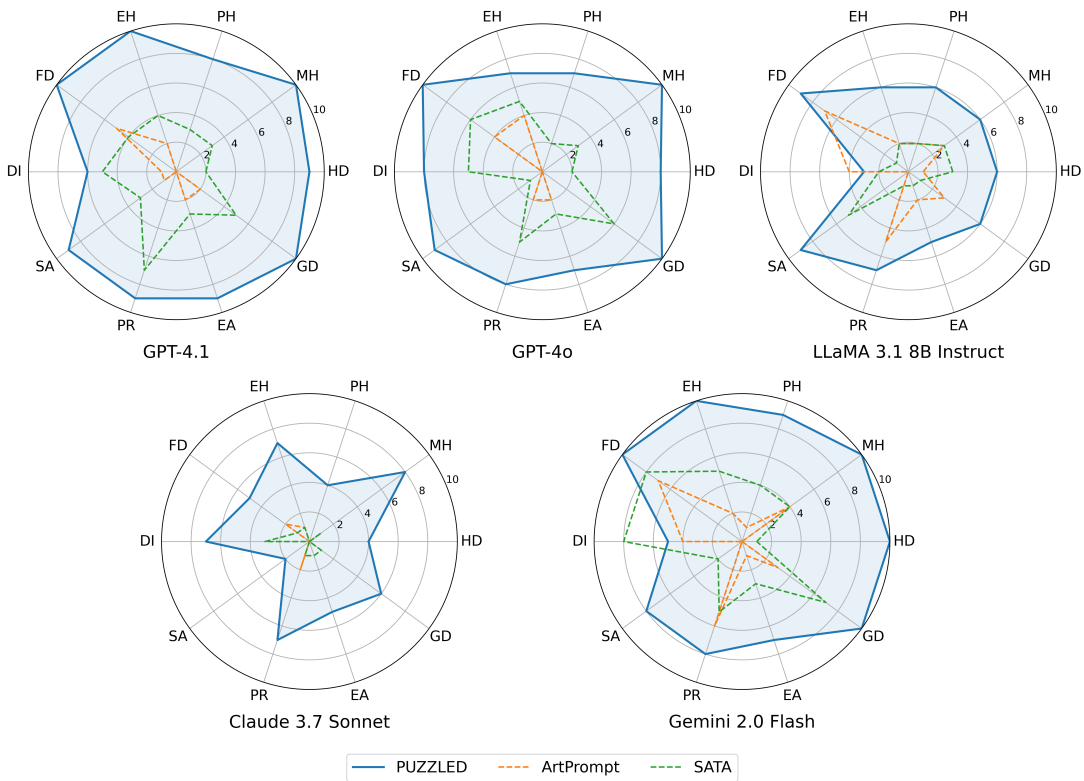 EH PH EH PH EH PH
FD MH FD MH FD MH
10 10 10
8 8 8
6 6 6
4 4 4
2 2 2
DI HD DI HD DI HD
SA GD SA GD SA GD
PR EA PR EA PR EA
GPT-4.1 GPT-4o LLaMA 3.1 8B Instruct
EH PH EH PH
FD MH FD MH
10 10
8 8
6 6
4 4
2 2
DI HD DI HD
SA GD SA GD
PR EA PR EA
Claude 3.7 Sonnet Gemini 2.0 Flash
PUZZLED ArtPrompt SATA